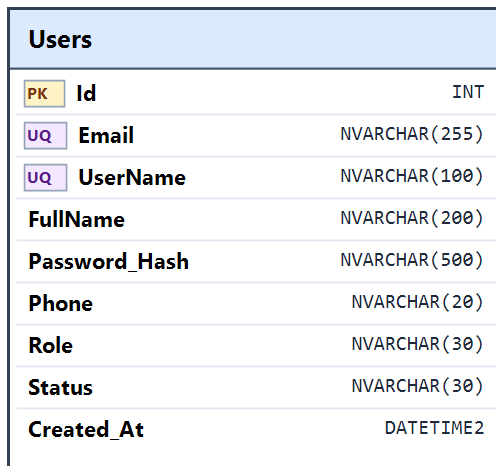 Users
PK Id INT
UQ Email NVARCHAR(255)
UQ UserName NVARCHAR(100)
FullName NVARCHAR(200)
Password_Hash NVARCHAR(500)
Phone NVARCHAR(20)
Role NVARCHAR(30)
Status NVARCHAR(30)
Created_At DATETIME2